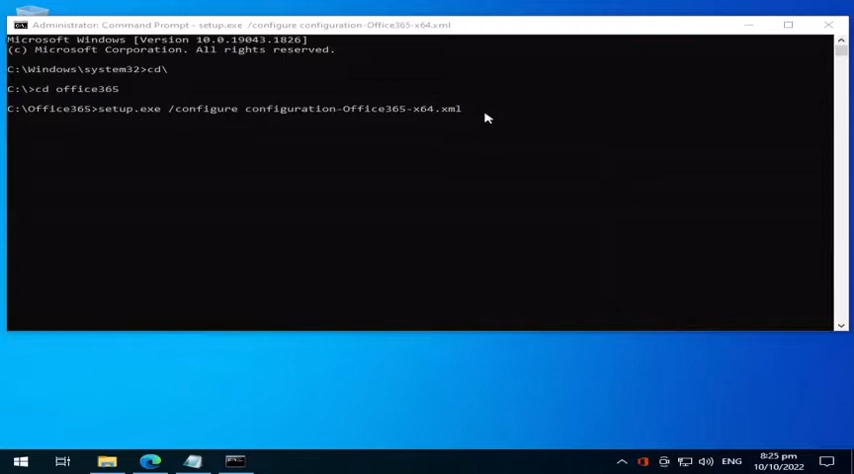 Administrator: Command Prompt - setup.exe /configure configuration-Office365-x64.xml
Microsoft Windows [Version 10.0.19043.1826]
(c) Microsoft Corporation. All rights reserved.
C:\Windows\system32>cd\
C:\>cd office365
C:\Office365>setup.exe /configure configuration-Office365-x64.xml
ENG
8:25 pm
10/10/2022